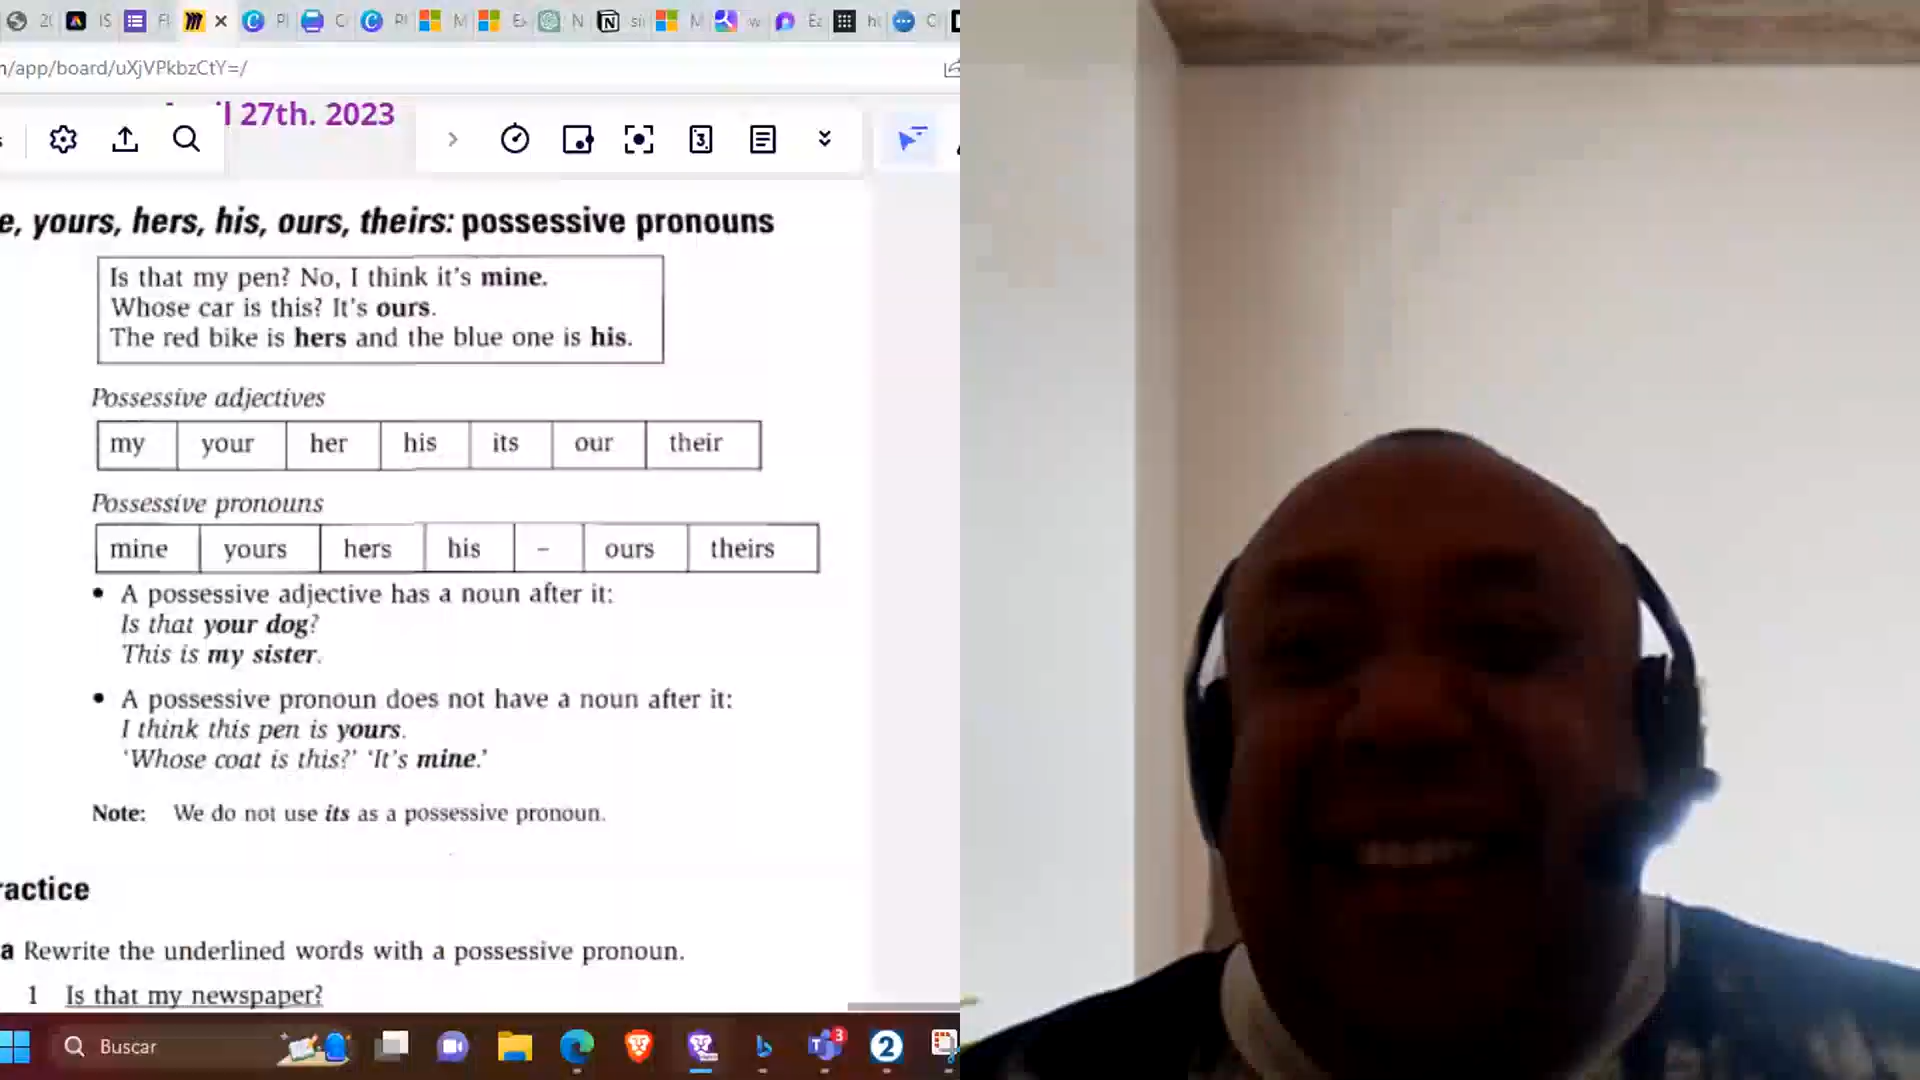 /app/board/uXjVPkbzCtY=/
27th. 2023
yours, hers, his, ours, theirs: possessive pronouns
Is that my pen? No, I think it's mine.
Whose car is this? It's ours.
The red bike is hers and the blue one is his.
Possessive adjectives
my your her his its our their
Possessive pronouns
mine yours hers his – ours theirs
• A possessive adjective has a noun after it:
Is that your dog?
This is my sister.
• A possessive pronoun does not have a noun after it:
I think this pen is yours.
'Whose coat is this?' 'It's mine.'
Note: We do not use its as a possessive pronoun.
ractice
a Rewrite the underlined words with a possessive pronoun.
1 Is that my newspaper?
Buscar
3
2